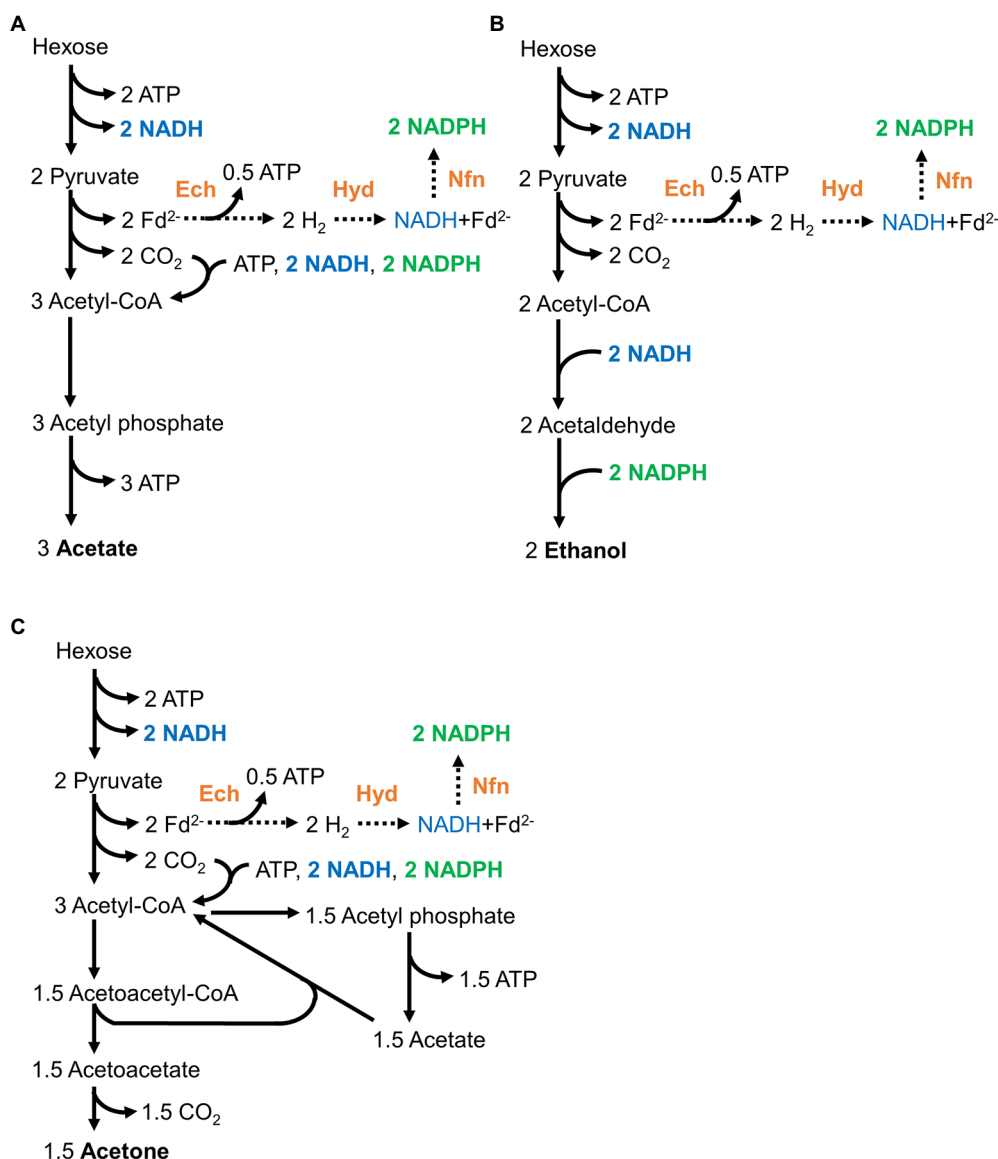 A
Hexose
2 ATP
2 NADH
2 NADPH
2 Pyruvate
Ech
0.5 ATP
Hyd
Nfn
2 Fd2-
2 H2
NADH+Fd2-
2 CO2
ATP, 2 NADH, 2 NADPH
3 Acetyl-CoA
3 Acetyl phosphate
3 ATP
3 Acetate
B
Hexose
2 ATP
2 NADH
2 NADPH
2 Pyruvate
Ech
0.5 ATP
Hyd
Nfn
2 Fd2-
2 H2
NADH+Fd2-
2 CO2
2 Acetyl-CoA
2 NADH
2 Acetaldehyde
2 NADPH
2 Ethanol
C
Hexose
2 ATP
2 NADH
2 NADPH
2 Pyruvate
Ech
0.5 ATP
Hyd
Nfn
2 Fd2-
2 H2
NADH+Fd2-
2 CO2
ATP, 2 NADH, 2 NADPH
3 Acetyl-CoA
1.5 Acetyl phosphate
1.5 ATP
1.5 Acetoacetyl-CoA
1.5 Acetate
1.5 Acetoacetate
1.5 CO2
1.5 Acetone